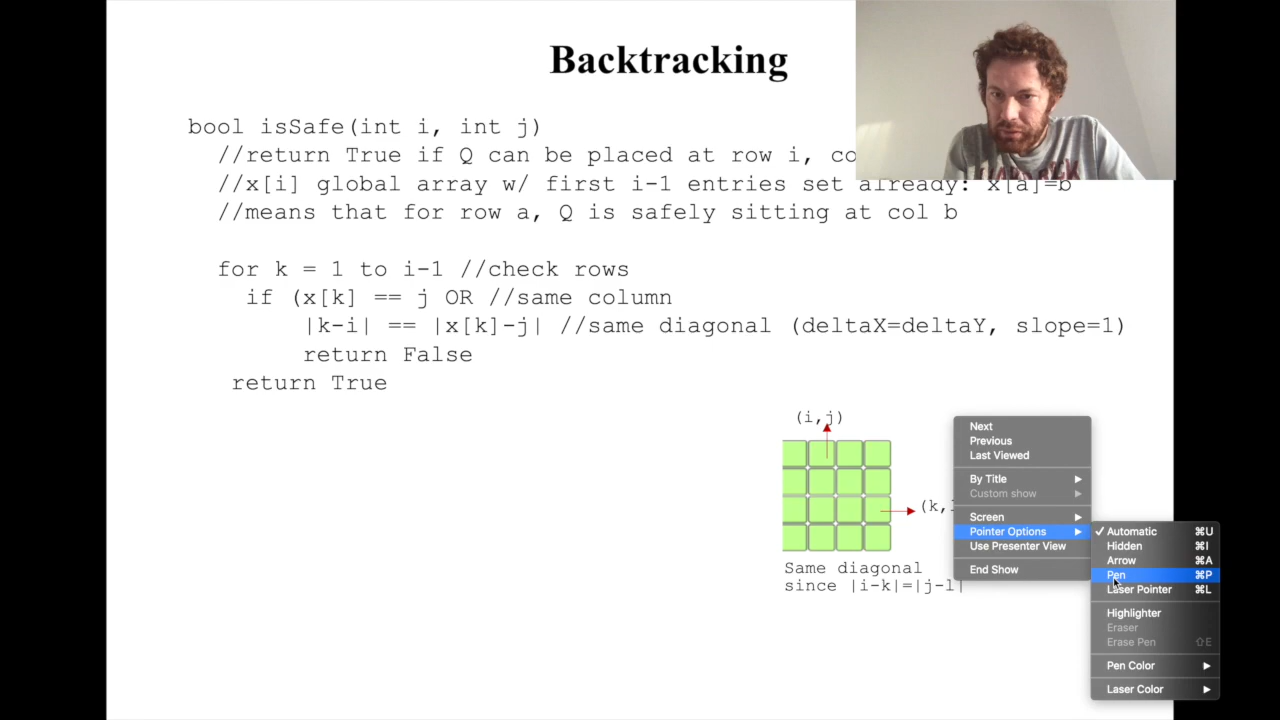 Backtracking
bool isSafe(int i, int j)
//return True if Q can be placed at row i,
//x[i] global array w/ first i-1 entries set already: x[a]=b
//means that for row a, Q is safely sitting at col b
for k = 1 to i-1 //check rows
if (x[k] == j OR //same column
|k-i| == |x[k]-j| //same diagonal (deltaX=deltaY, slope=1)
return False
return True
(i,j)
(k,
Same diagonal
since |i-k|=|j-l|
Next
Previous
Last Viewed
By Title
Custom show
Screen
Pointer Options
Use Presenter View
End Show
✓ Automatic ⌘U
Hidden ⌘I
Arrow ⌘A
Pen ⌘P
Laser Pointer ⌘L
Highlighter
Eraser
Erase Pen ⇧E
Pen Color
Laser Color